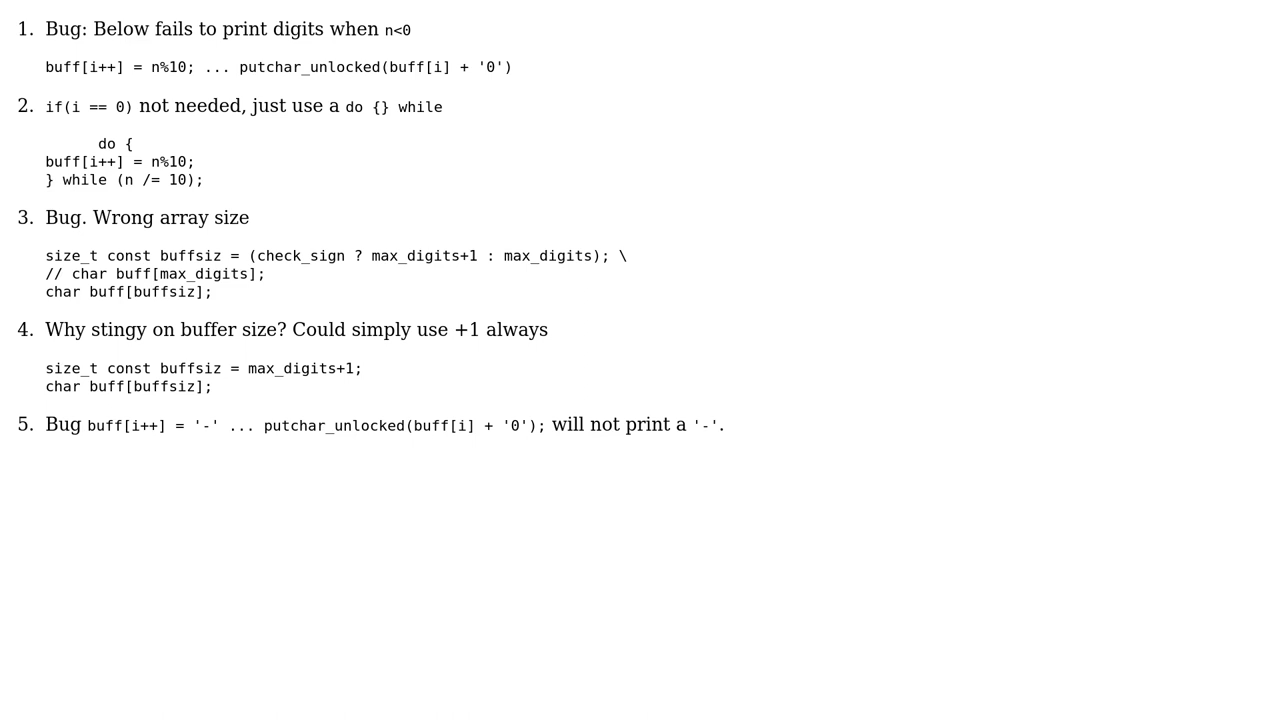 1. Bug: Below fails to print digits when n<0
buff[i++] = n%10; ... putchar_unlocked(buff[i] + '0')
2. if(i == 0) not needed, just use a do {} while
do {
buff[i++] = n%10;
} while (n /= 10);
3. Bug. Wrong array size
size_t const buffsiz = (check_sign ? max_digits+1 : max_digits); \
// char buff[max_digits];
char buff[buffsiz];
4. Why stingy on buffer size? Could simply use +1 always
size_t const buffsiz = max_digits+1;
char buff[buffsiz];
5. Bug buff[i++] = '-' ... putchar_unlocked(buff[i] + '0'); will not print a '-'.